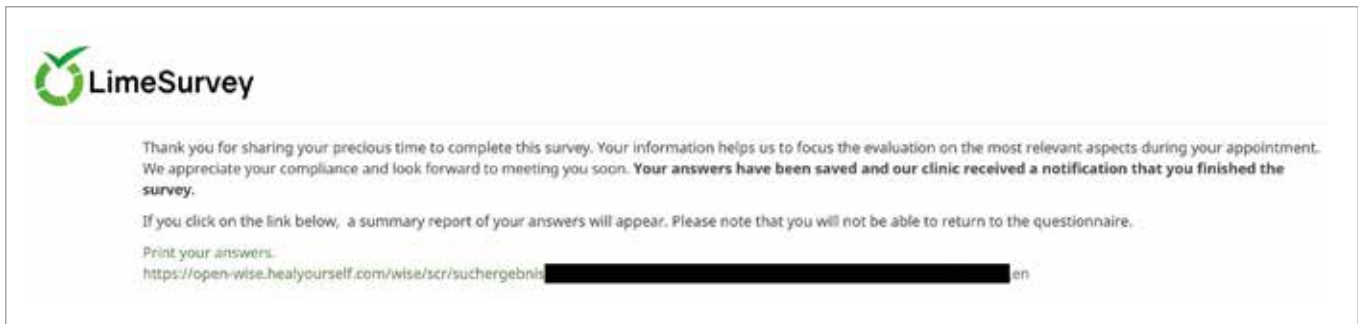 LimeSurvey
Thank you for sharing your precious time to complete this survey. Your information helps us to focus the evaluation on the most relevant aspects during your appointment.
We appreciate your compliance and look forward to meeting you soon. Your answers have been saved and our clinic received a notification that you finished the
survey.
If you click on the link below, a summary report of your answers will appear. Please note that you will not be able to return to the questionnaire.
Print your answers.
https://open-wise.healyourself.com/wise/scr/suchergebnis en